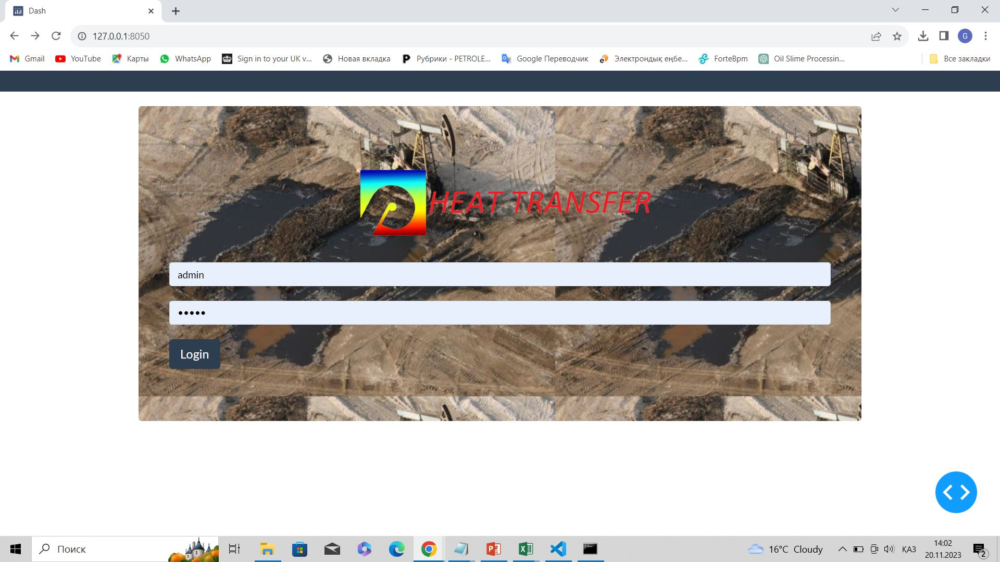 Dash
127.0.0.1:8050
G
Gmail YouTube Карты WhatsApp Sign in to your UK v... Новая вкладка Рубрики - PETROLE... Google Переводчик Электрондық еңбе... ForteBpm Oil Slime Processin... Все закладки
HEAT TRANSFER
admin
•••••
Login
Поиск
16°C Cloudy
ҚАЗ
14:02
20.11.2023
2